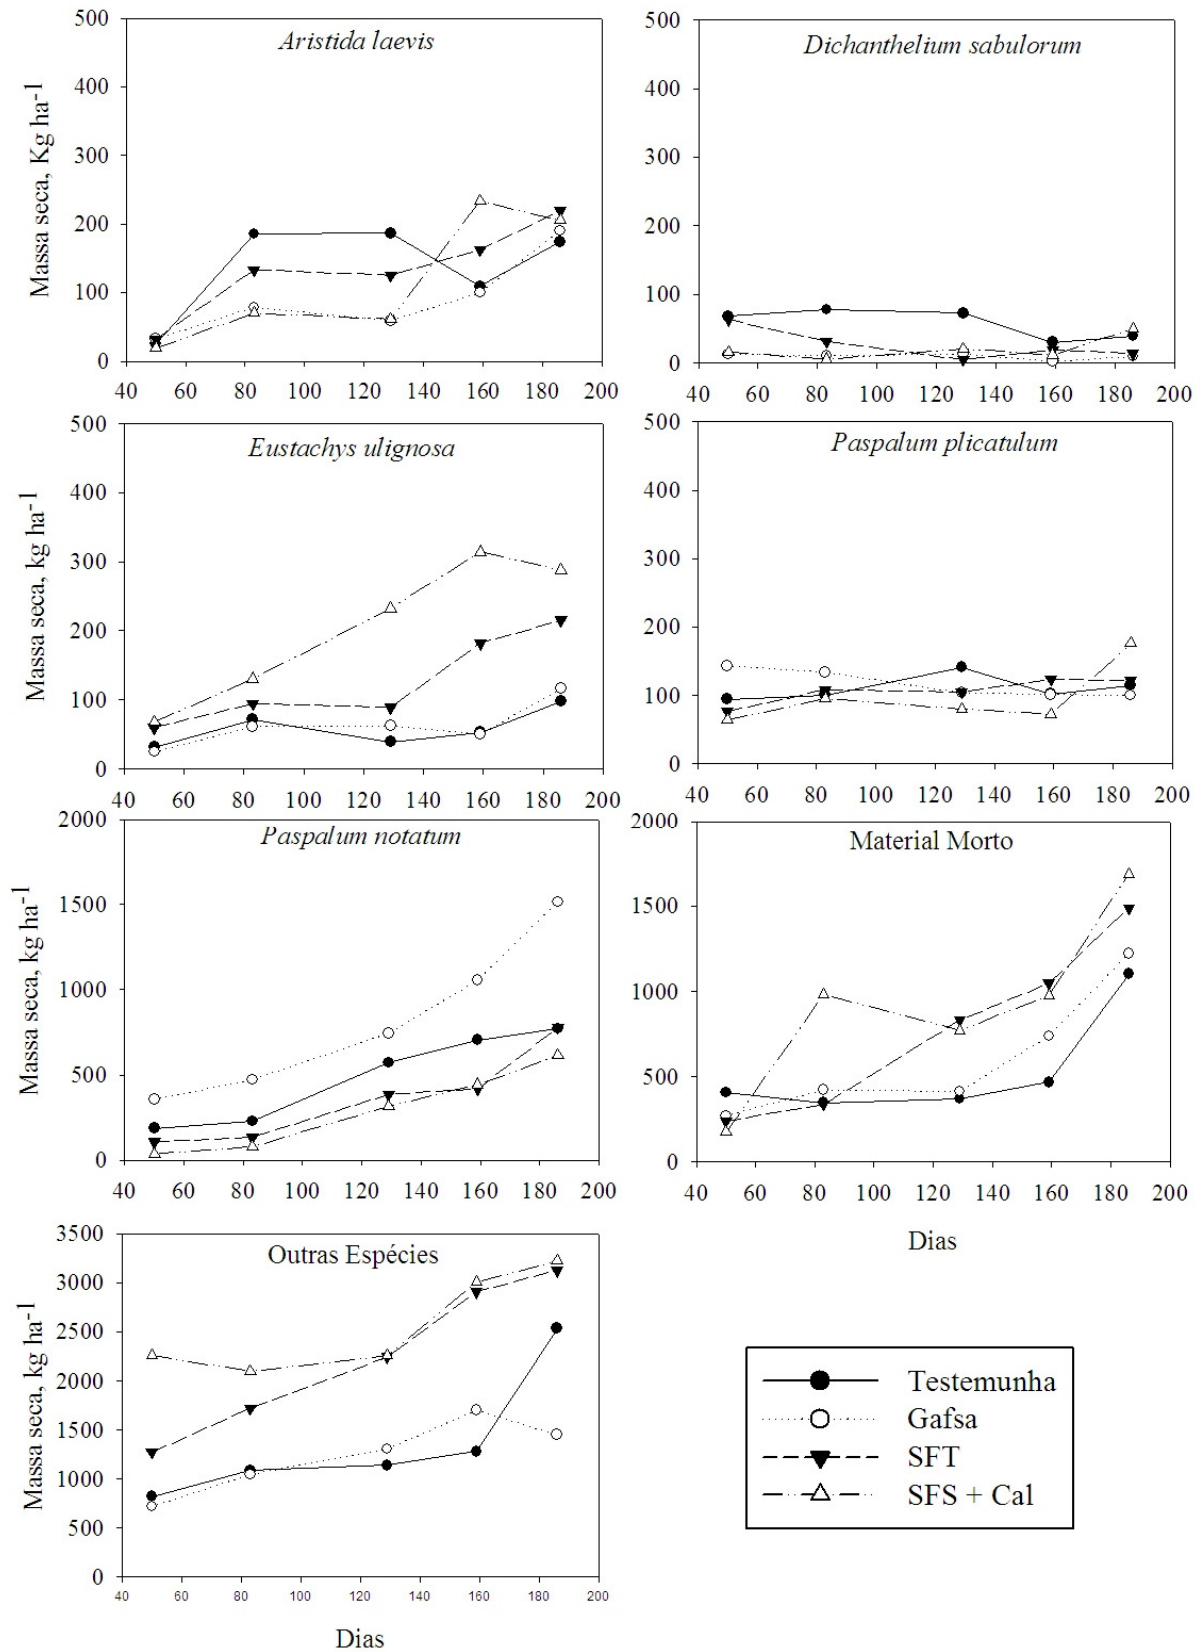 Aristida laevis
Massa seca, Kg ha-1
500
400
300
200
100
0
40 60 80 100 120 140 160 180 200
Dichanthelium sabulorum
500
400
300
200
100
0
40 60 80 100 120 140 160 180 200
Eustachys ulignosa
Massa seca, kg ha-1
500
400
300
200
100
0
40 60 80 100 120 140 160 180 200
Paspalum plicatulum
500
400
300
200
100
0
40 60 80 100 120 140 160 180 200
Paspalum notatum
Massa seca, kg ha-1
2000
1500
1000
500
0
40 60 80 100 120 140 160 180 200
Material Morto
2000
1500
1000
500
0
40 60 80 100 120 140 160 180 200
Dias
Outras Espécies
Massa seca, kg ha-1
3500
3000
2500
2000
1500
1000
500
0
40 60 80 100 120 140 160 180 200
Dias
Testemunha
Gafsa
SFT
SFS + Cal